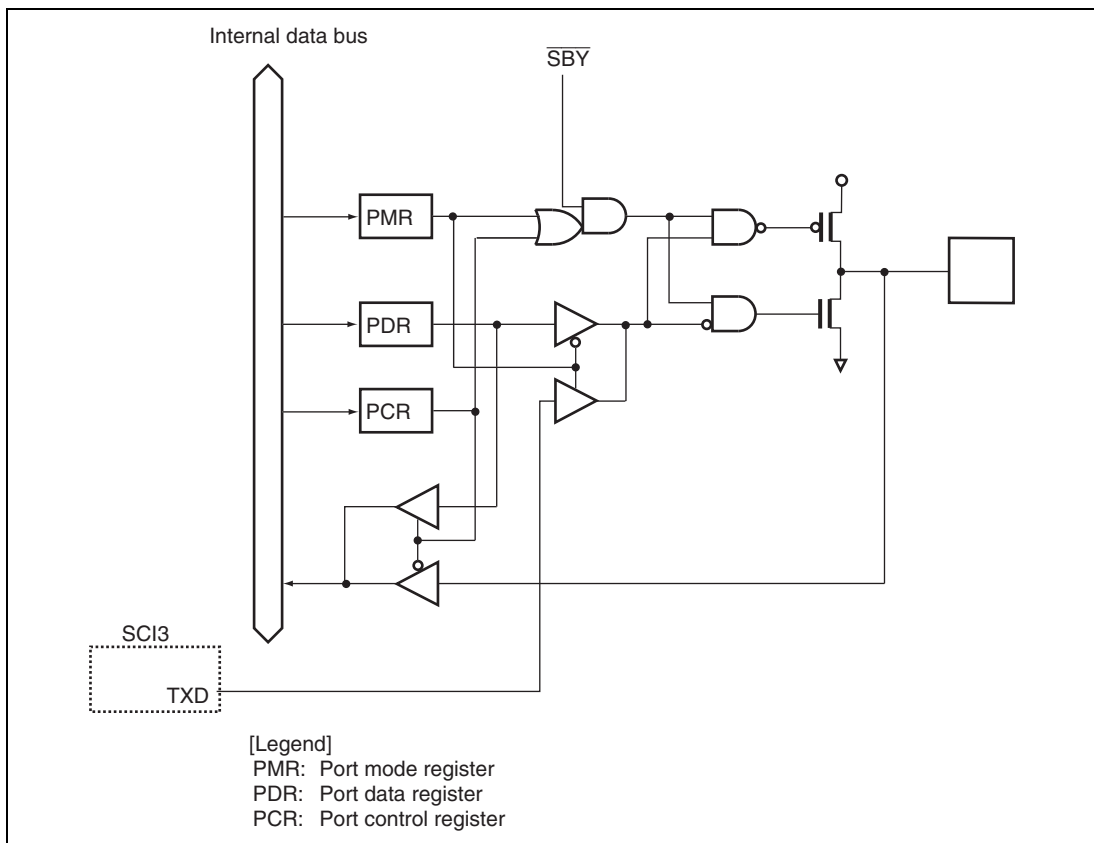 Internal data bus
SBY
PMR
PDR
PCR
SCI3
TXD
[Legend]
PMR: Port mode register
PDR: Port data register
PCR: Port control register